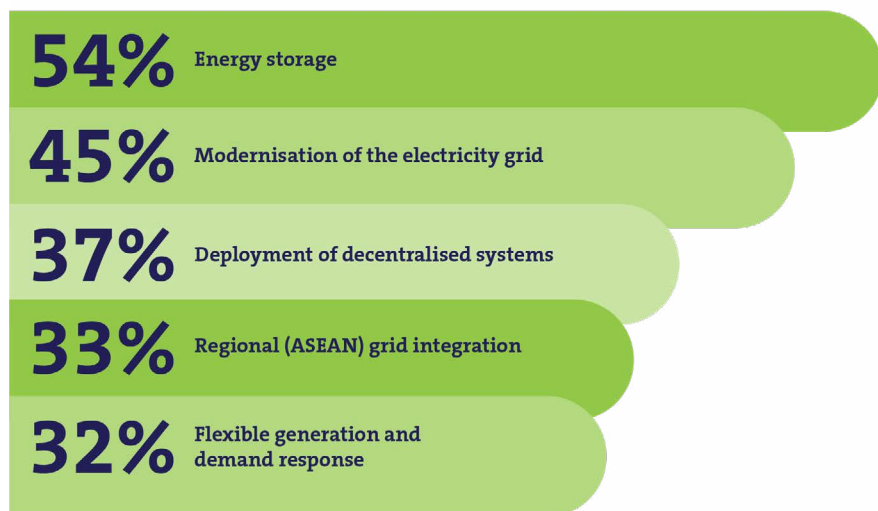 54% Energy storage
45% Modernisation of the electricity grid
37% Deployment of decentralised systems
33% Regional (ASEAN) grid integration
32% Flexible generation and
demand response